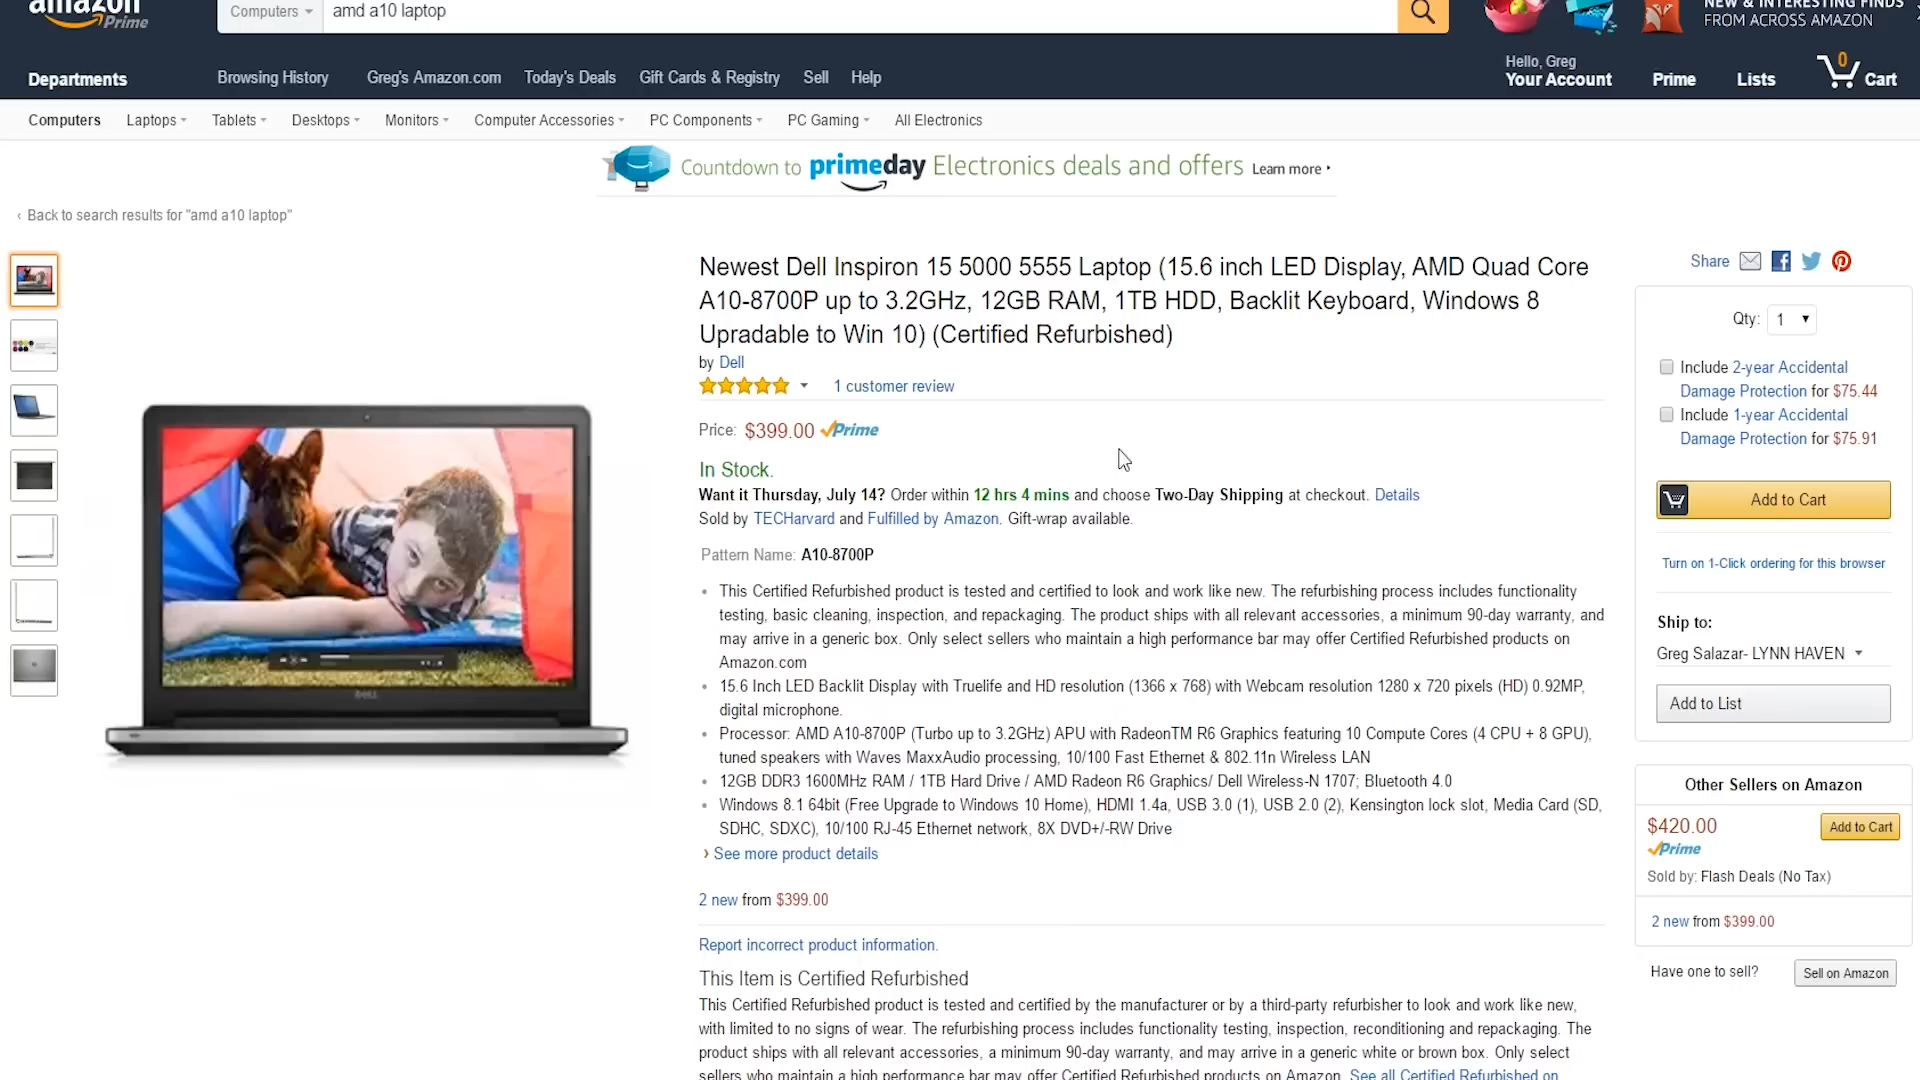 amazon
Prime
Computers
amd a10 laptop
NEW & INTERESTING FINDS
FROM ACROSS AMAZON
Departments
Browsing History
Greg's Amazon.com
Today's Deals
Gift Cards & Registry
Sell
Help
Hello, Greg
Your Account
Prime
Lists
0
Cart
Computers
Laptops
Tablets
Desktops
Monitors
Computer Accessories
PC Components
PC Gaming
All Electronics
Countdown to primeday Electronics deals and offers Learn more
‹ Back to search results for "amd a10 laptop"
Newest Dell Inspiron 15 5000 5555 Laptop (15.6 inch LED Display, AMD Quad Core
A10-8700P up to 3.2GHz, 12GB RAM, 1TB HDD, Backlit Keyboard, Windows 8
Upradable to Win 10) (Certified Refurbished)
by Dell
1 customer review
Price: $399.00 Prime
In Stock.
Want it Thursday, July 14? Order within 12 hrs 4 mins and choose Two-Day Shipping at checkout. Details
Sold by TECHarvard and Fulfilled by Amazon. Gift-wrap available.
Pattern Name: A10-8700P
• This Certified Refurbished product is tested and certified to look and work like new. The refurbishing process includes functionality
testing, basic cleaning, inspection, and repackaging. The product ships with all relevant accessories, a minimum 90-day warranty, and
may arrive in a generic box. Only select sellers who maintain a high performance bar may offer Certified Refurbished products on
Amazon.com
• 15.6 Inch LED Backlit Display with Truelife and HD resolution (1366 x 768) with Webcam resolution 1280 x 720 pixels (HD) 0.92MP,
digital microphone.
• Processor: AMD A10-8700P (Turbo up to 3.2GHz) APU with RadeonTM R6 Graphics featuring 10 Compute Cores (4 CPU + 8 GPU),
tuned speakers with Waves MaxxAudio processing, 10/100 Fast Ethernet & 802.11n Wireless LAN
• 12GB DDR3 1600MHz RAM / 1TB Hard Drive / AMD Radeon R6 Graphics/ Dell Wireless-N 1707; Bluetooth 4.0
• Windows 8.1 64bit (Free Upgrade to Windows 10 Home), HDMI 1.4a, USB 3.0 (1), USB 2.0 (2), Kensington lock slot, Media Card (SD,
SDHC, SDXC), 10/100 RJ-45 Ethernet network, 8X DVD+/-RW Drive
› See more product details
2 new from $399.00
Report incorrect product information.
This Item is Certified Refurbished
This Certified Refurbished product is tested and certified by the manufacturer or by a third-party refurbisher to look and work like new,
with limited to no signs of wear. The refurbishing process includes functionality testing, inspection, reconditioning and repackaging. The
product ships with all relevant accessories, a minimum 90-day warranty, and may arrive in a generic white or brown box. Only select
sellers who maintain a high performance bar may offer Certified Refurbished products on Amazon. See all Certified Refurbished on
DELL
Share
Qty: 1
Include 2-year Accidental
Damage Protection for $75.44
Include 1-year Accidental
Damage Protection for $75.91
Add to Cart
Turn on 1-Click ordering for this browser
Ship to:
Greg Salazar- LYNN HAVEN
Add to List
Other Sellers on Amazon
$420.00
Add to Cart
Prime
Sold by: Flash Deals (No Tax)
2 new from $399.00
Have one to sell?
Sell on Amazon